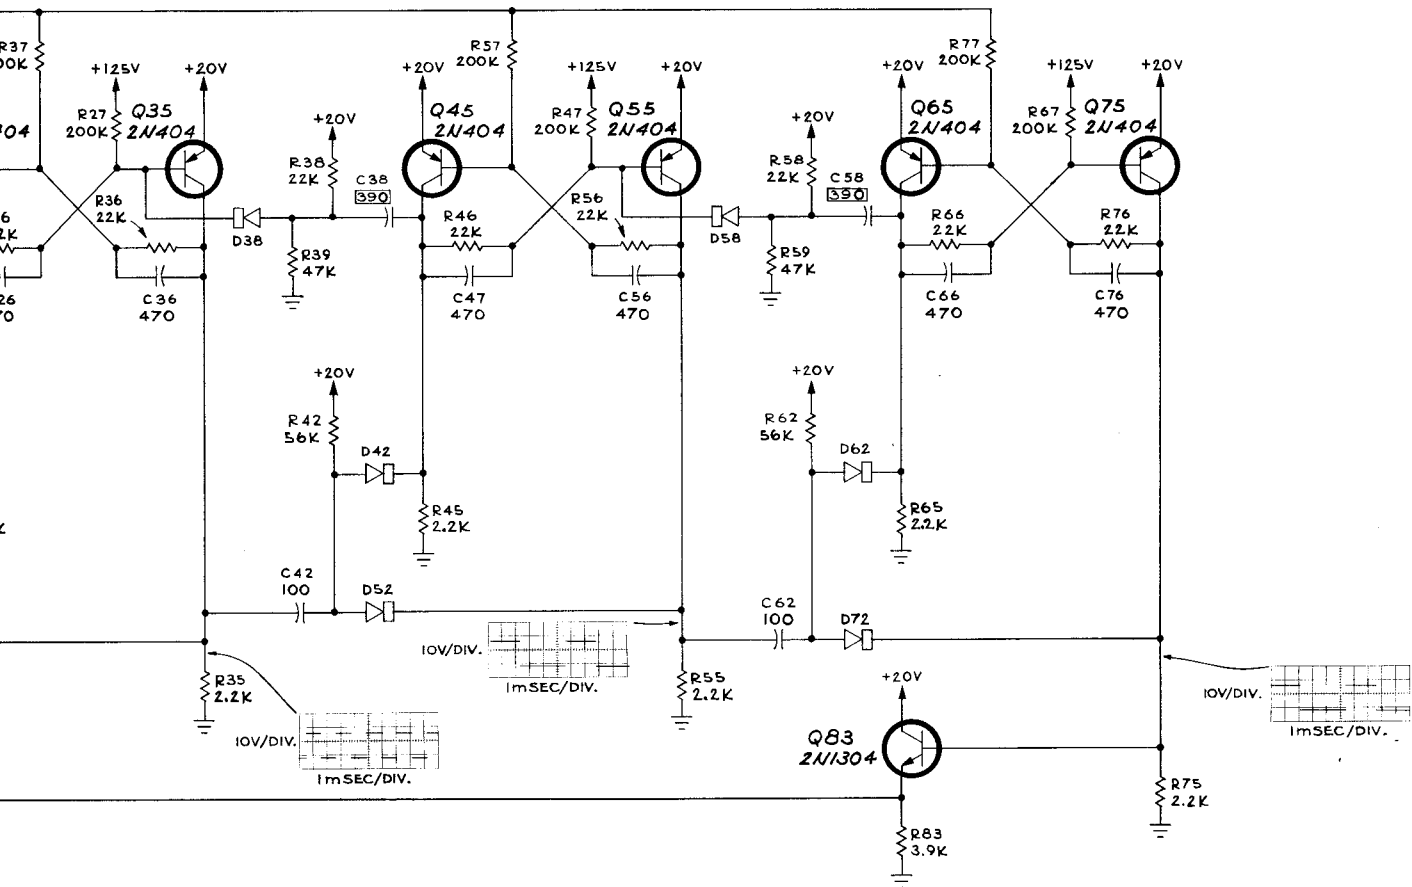 R57
200K
R77
200K
+125V
+20V
+20V
+125V
+20V
+20V
+125V
+20V
R27
200K
Q35
2N404
+20V
Q45
2N404
R47
200K
Q55
2N404
+20V
Q65
2N404
R67
200K
Q75
2N404
R38
22K
C38
390
R58
22K
C58
390
R36
22K
R46
22K
R56
22K
R66
22K
R76
22K
D38
R39
47K
D58
R59
47K
C36
470
C47
470
C56
470
C66
470
C76
470
+20V
+20V
R42
56K
R62
56K
D42
D62
R45
2.2K
R65
2.2K
C42
100
D52
C62
100
D72
10V/DIV.
1mSEC/DIV.
R35
2.2K
R55
2.2K
+20V
10V/DIV.
1mSEC/DIV.
10V/DIV.
1mSEC/DIV.
Q83
2N1304
R75
2.2K
R83
3.9K